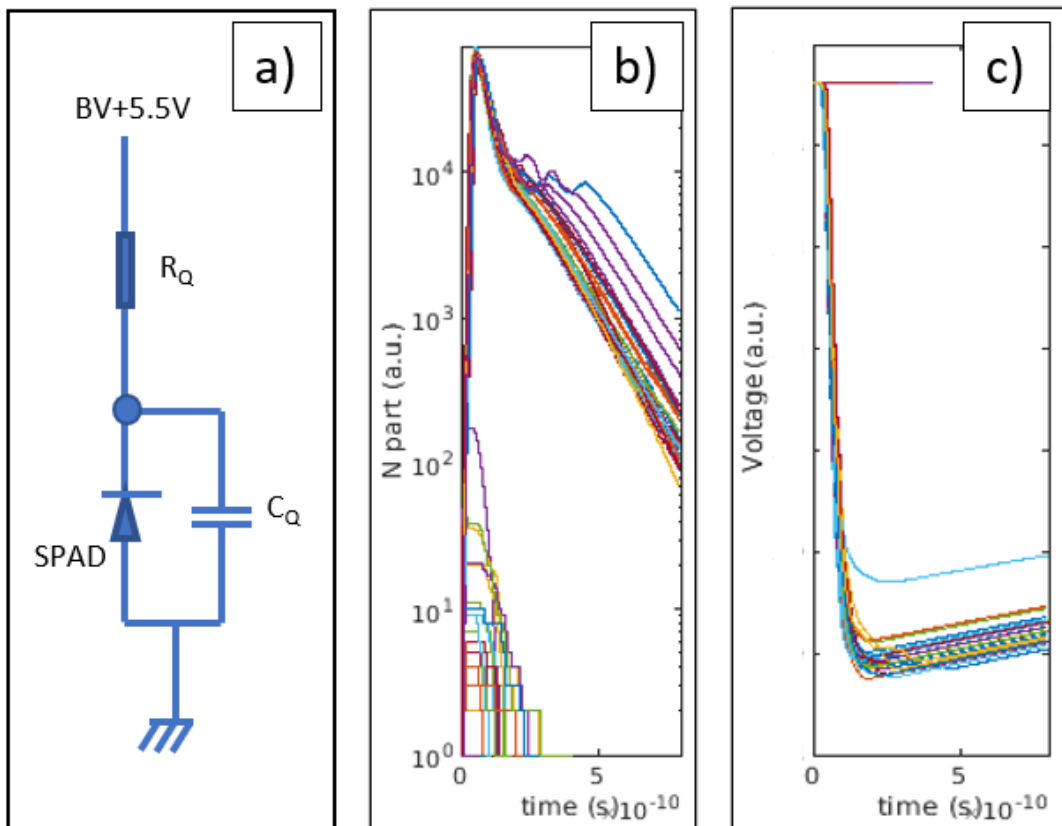 a)
BV+5.5V
R_Q
SPAD
C_Q
b)
N part (a.u.)
10^4
10^3
10^2
10^1
10^0
0
5
time (s)
×10^-10
c)
Voltage (a.u.)
0
5
time (s)
×10^-10